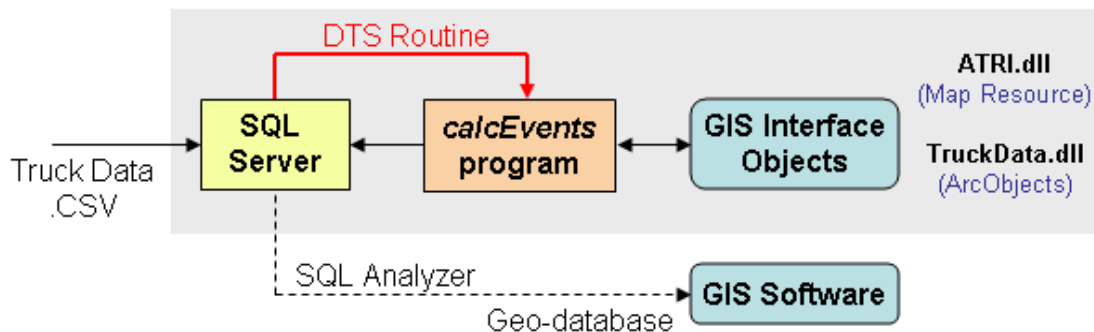 DTS Routine
ATRI.dll
(Map Resource)
SQL
Server
calcEvents
program
GIS Interface
Objects
TruckData.dll
(ArcObjects)
Truck Data
.CSV
SQL Analyzer
GIS Software
Geo-database